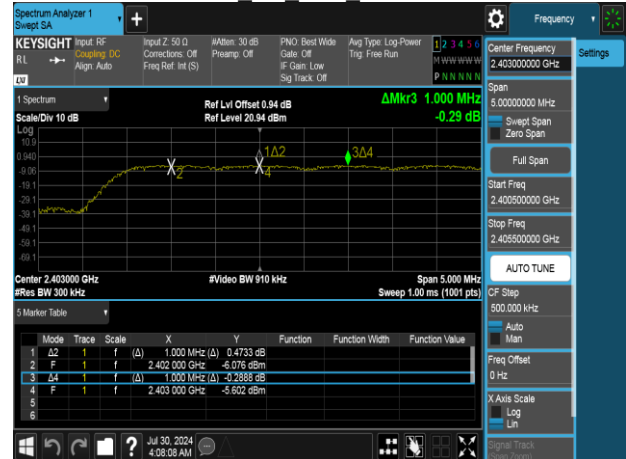 Spectrum Analyzer 1
Swept SA
Frequency
KEYSIGHT
Input: RF
Coupling: DC
Align: Auto
RL
LXI
Input Z: 50 Ω
Corrections: Off
Freq Ref: Int (S)
#Atten: 30 dB
Preamp: Off
PNO: Best Wide
Gate: Off
IF Gain: Low
Sig Track: Off
Avg Type: Log-Power
Trig: Free Run
1 2 3 4 5 6
M W W W W W
P N N N N N
1 Spectrum
Scale/Div 10 dB
Ref Lvl Offset 0.94 dB
Ref Level 20.94 dBm
ΔMkr3 1.000 MHz
-0.29 dB
Log
10.9
0.940
-9.06
-19.1
-29.1
-39.1
-49.1
-59.1
-69.1
2
1Δ2
4
3Δ4
Center 2.403000 GHz
#Res BW 300 kHz
#Video BW 910 kHz
Span 5.000 MHz
Sweep 1.00 ms (1001 pts)
5 Marker Table
Mode Trace Scale X Y Function Function Width Function Value
1 Δ2 1 f (Δ) 1.000 MHz (Δ) 0.4733 dB
2 F 1 f 2.402 000 GHz -6.076 dBm
3 Δ4 1 f (Δ) 1.000 MHz (Δ) -0.2888 dB
4 F 1 f 2.403 000 GHz -5.602 dBm
5
6
Jul 30, 2024
4:08:08 AM
?
Center Frequency
2.403000000 GHz
Settings
Span
5.00000000 MHz
Swept Span
Zero Span
Full Span
Start Freq
2.400500000 GHz
Stop Freq
2.405500000 GHz
AUTO TUNE
CF Step
500.000 kHz
Auto
Man
Freq Offset
0 Hz
X Axis Scale
Log
Lin
Signal Track
(Span Zoom)